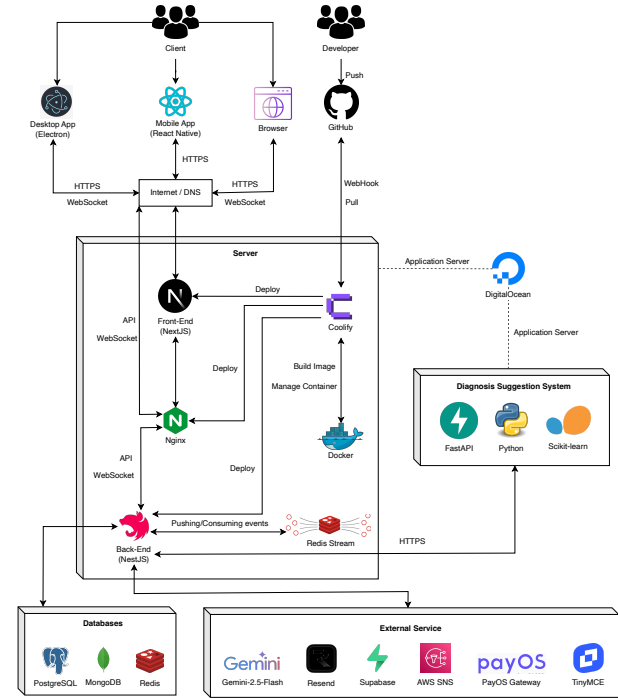 Client
Developer
Push
Desktop App
(Electron)
Mobile App
(React Native)
Browser
GitHub
HTTPS
HTTPS
WebSocket
Internet / DNS
HTTPS
WebSocket
WebHook
Pull
Server
Application Server
DigitalOcean
Application Server
Deploy
Front-End
(NextJS)
Coolify
API
WebSocket
Deploy
Build Image
Manage Container
Nginx
Docker
Diagnosis Suggestion System
FastAPI
Python
Scikit-learn
API
WebSocket
Deploy
Pushing/Consuming events
Redis Stream
HTTPS
Back-End
(NestJS)
Databases
PostgreSQL
MongoDB
Redis
External Service
Gemini
Gemini-2.5-Flash
Resend
Supabase
AWS SNS
payOS
PayOS Gateway
TinyMCE